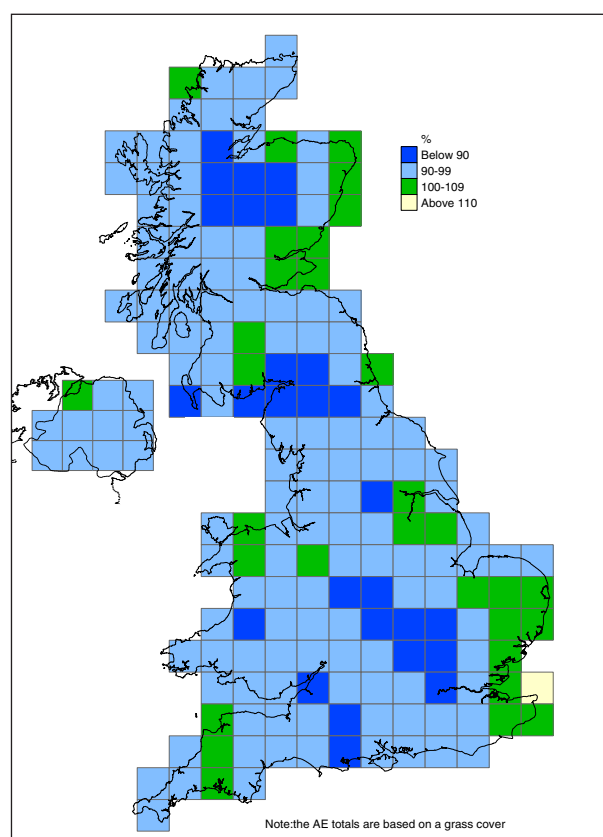 %
Below 90
90-99
100-109
Above 110
Note:the AE totals are based on a grass cover